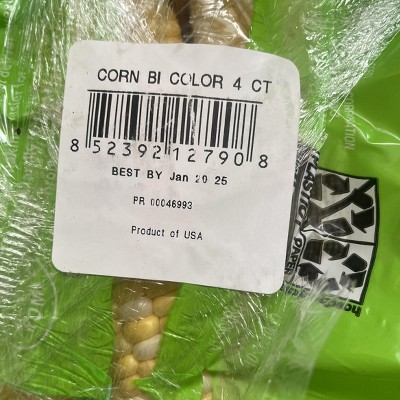 CORN BI COLOR 4 CT
8 52392 12790 8
BEST BY Jan 20 25
PR 00046993
Product of USA
PLASTIC